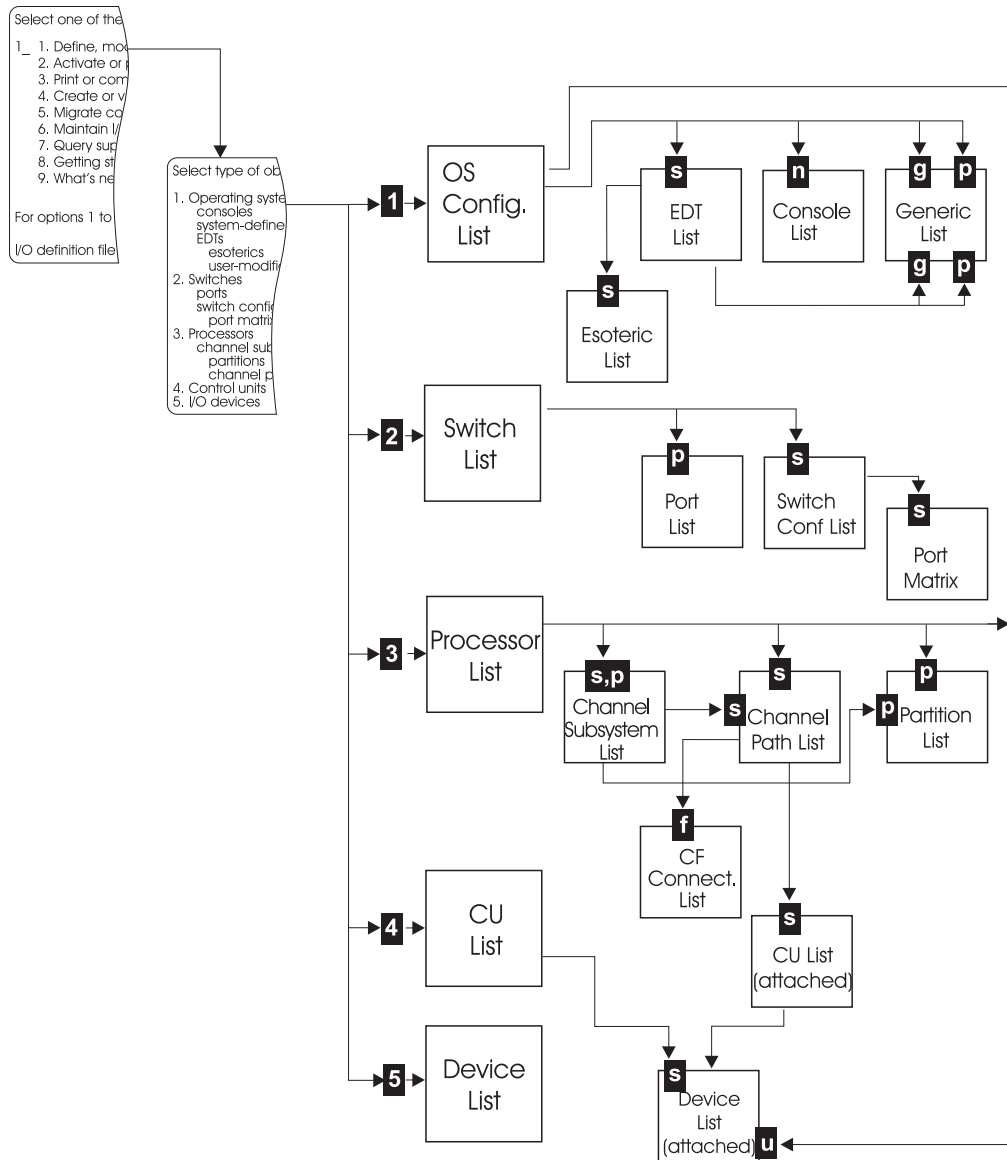 Select one of the
1_ 1. Define, mod
2. Activate or p
3. Print or com
4. Create or v
5. Migrate co
6. Maintain I/
7. Query sup
8. Getting st
9. What's ne
For options 1 to
I/O definition file
Select type of ob
1. Operating syste
consoles
system-define
EDTs
esoterics
user-modifie
2. Switches
ports
switch config
port matrix
3. Processors
channel sub
partitions
channel p
4. Control units
5. I/O devices
1
OS
Config.
List
s
EDT
List
n
Console
List
g p
Generic
List
g p
s
Esoteric
List
2
Switch
List
p
Port
List
s
Switch
Conf List
s
Port
Matrix
3
Processor
List
s,p
Channel
Subsystem
List
s
s
Channel
Path List
p
p
Partition
List
f
CF
Connect.
List
4
CU
List
s
CU List
(attached)
5
Device
List
s
Device
List
(attached)
u